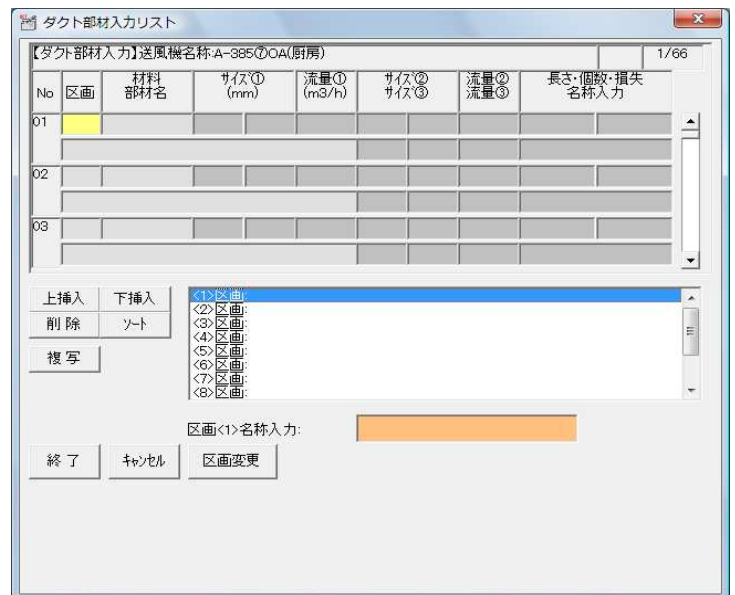 ダクト部材入力リスト
【ダクト部材入力】送風機名称:A-385⑦OA(厨房) 1/66
No 区画 材料 部材名 サイズ① (mm) 流量① (m3/h) サイズ② サイズ③ 流量② 流量③ 長さ・個数・損失 名称入力
01
02
03
上挿入 下挿入
削除 ソート
複写
<1>区画:
<2>区画:
<3>区画:
<4>区画:
<5>区画:
<6>区画:
<7>区画:
<8>区画:
区画<1>名称入力:
終了 キャンセル 区画変更